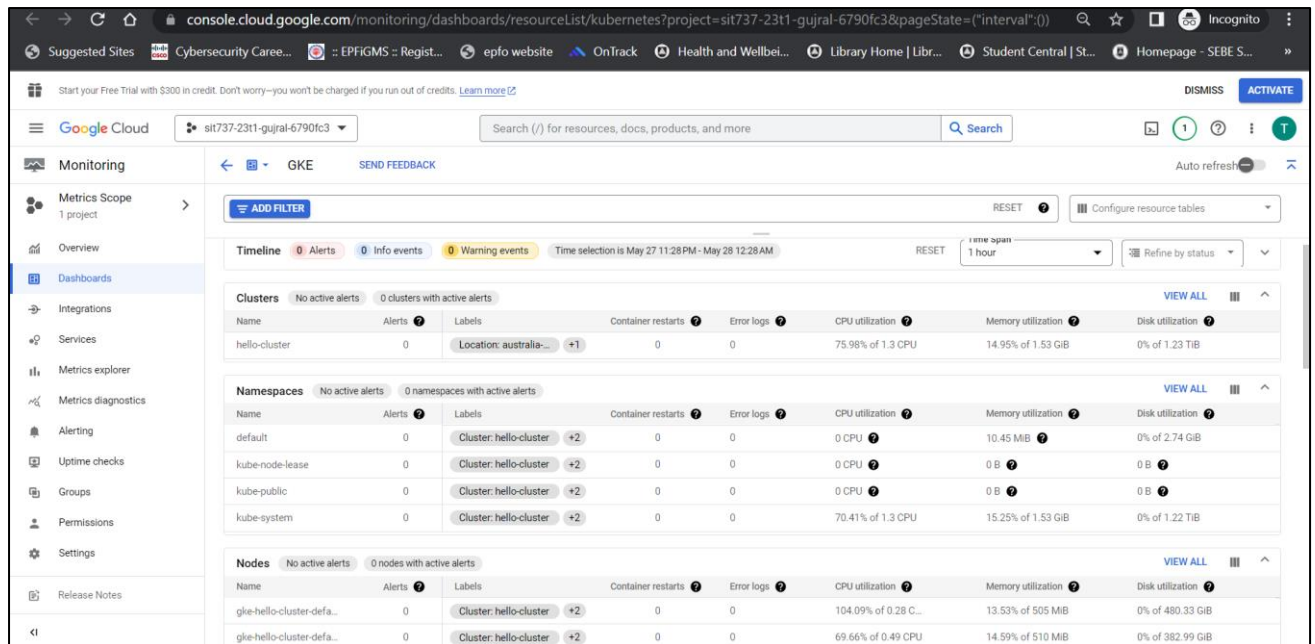 console.cloud.google.com/monitoring/dashboards/resourceList/kubernetes?project=sit737-23t1-gujral-6790fc3&pageState=("interval":()) Incognito
Suggested Sites Cybersecurity Caree... :: EPFiGMS :: Regist... epfo website OnTrack Health and Wellbei... Library Home | Libr... Student Central | St... Homepage - SEBE S... »
Start your Free Trial with $300 in credit. Don't worry—you won't be charged if you run out of credits. Learn more DISMISS ACTIVATE
Google Cloud sit737-23t1-gujral-6790fc3 Search (/) for resources, docs, products, and more Search 1 T
Monitoring GKE SEND FEEDBACK Auto refresh
Metrics Scope
1 project
ADD FILTER RESET Configure resource tables
Overview
Dashboards
Integrations
Services
Metrics explorer
Metrics diagnostics
Alerting
Uptime checks
Groups
Permissions
Settings
Release Notes
Timeline 0 Alerts 0 Info events 0 Warning events Time selection is May 27 11:28 PM - May 28 12:28 AM RESET Time Span 1 hour Refine by status
Clusters No active alerts 0 clusters with active alerts VIEW ALL
Name Alerts Labels Container restarts Error logs CPU utilization Memory utilization Disk utilization
hello-cluster 0 Location: australia-... +1 0 0 75.98% of 1.3 CPU 14.95% of 1.53 GiB 0% of 1.23 TiB
Namespaces No active alerts 0 namespaces with active alerts VIEW ALL
Name Alerts Labels Container restarts Error logs CPU utilization Memory utilization Disk utilization
default 0 Cluster: hello-cluster +2 0 0 0 CPU 10.45 MiB 0% of 2.74 GiB
kube-node-lease 0 Cluster: hello-cluster +2 0 0 0 CPU 0 B 0 B
kube-public 0 Cluster: hello-cluster +2 0 0 0 CPU 0 B 0 B
kube-system 0 Cluster: hello-cluster +2 0 0 70.41% of 1.3 CPU 15.25% of 1.53 GiB 0% of 1.22 TiB
Nodes No active alerts 0 nodes with active alerts VIEW ALL
Name Alerts Labels Container restarts Error logs CPU utilization Memory utilization Disk utilization
gke-hello-cluster-defa... 0 Cluster: hello-cluster +2 0 0 104.09% of 0.28 C... 13.53% of 505 MiB 0% of 480.33 GiB
gke-hello-cluster-defa... 0 Cluster: hello-cluster +2 0 0 69.66% of 0.49 CPU 14.59% of 510 MiB 0% of 382.99 GiB